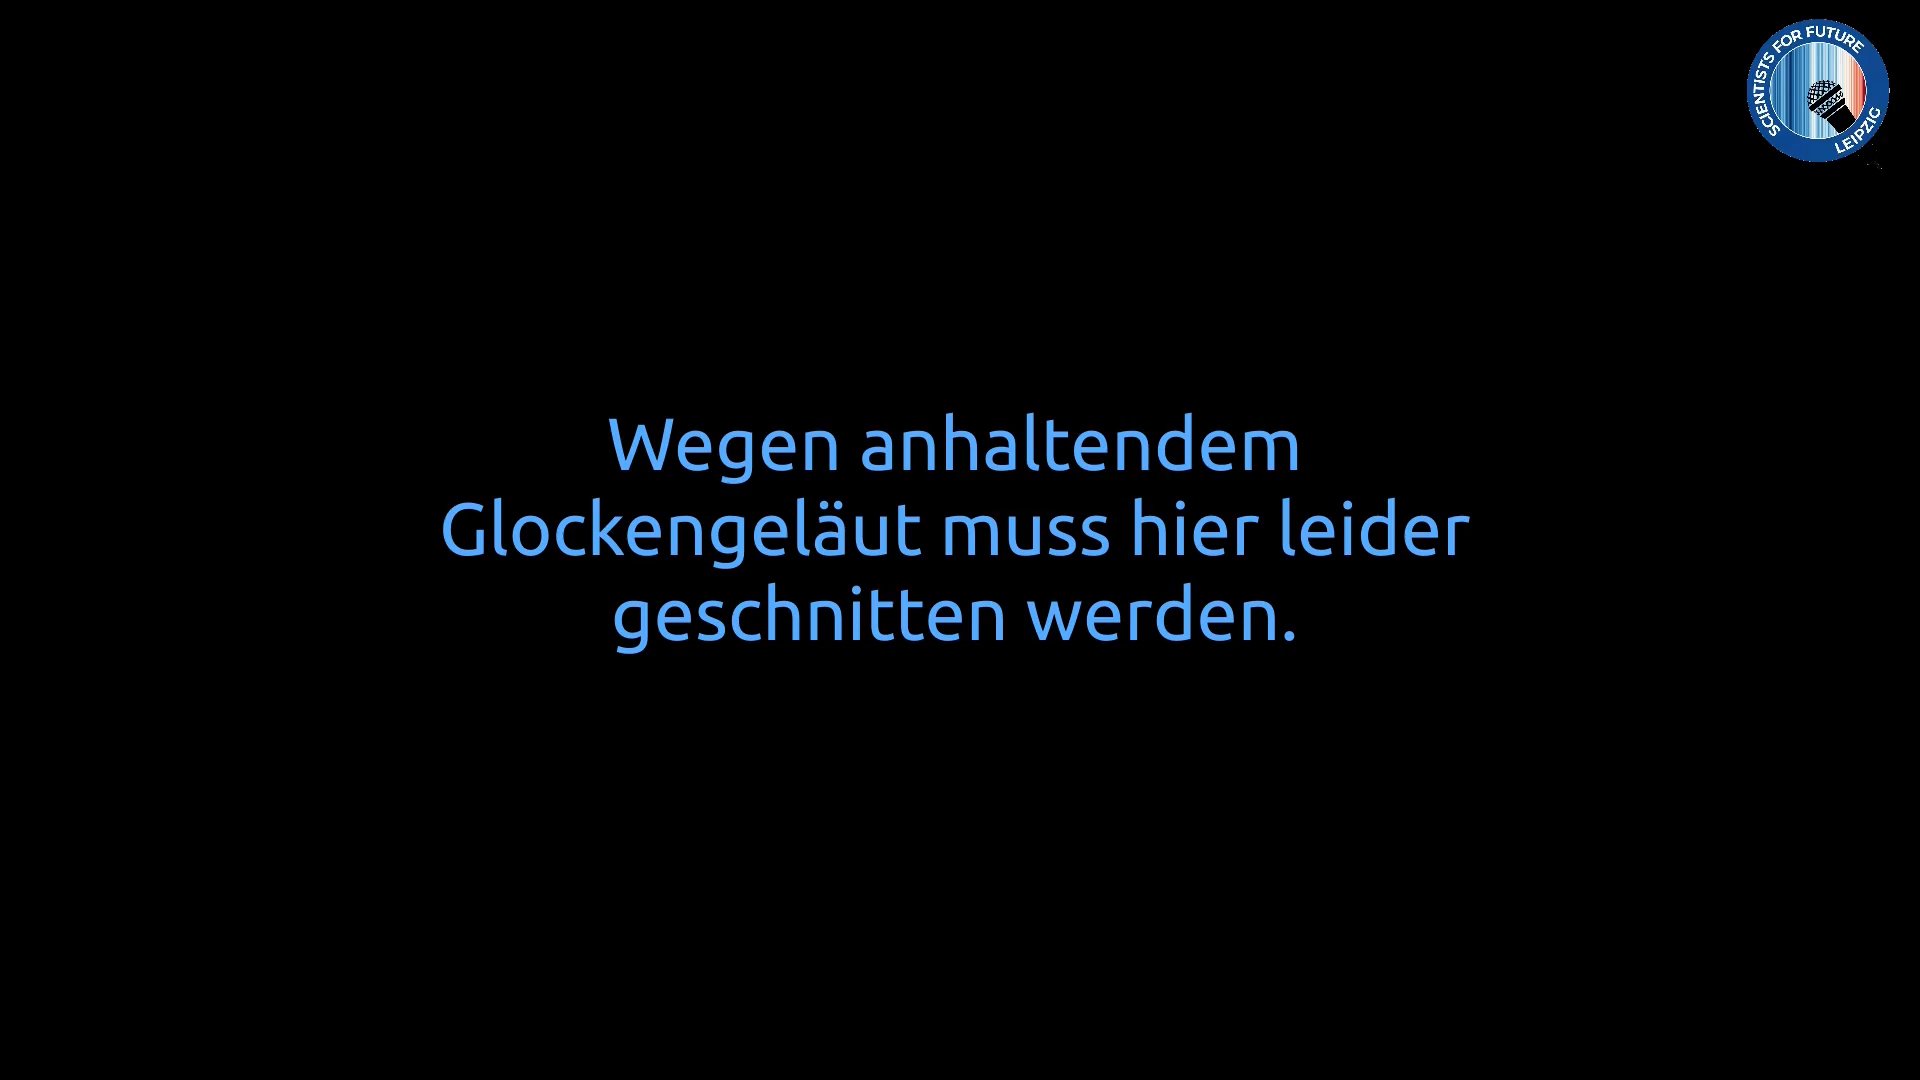 SCIENTISTS FOR FUTURE
LEIPZIG
Wegen anhaltendem
Glockengeläut muss hier leider
geschnitten werden.